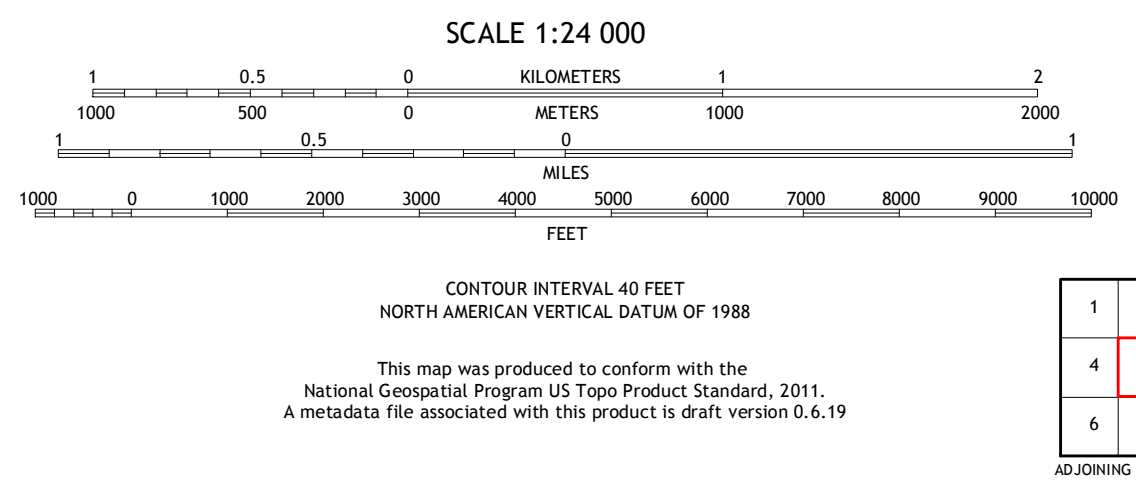 SCALE 1:24 000
1 0.5 0 KILOMETERS 1 2
1000 500 0 METERS 1000 2000
1 0.5 0 1
MILES
1000 0 1000 2000 3000 4000 5000 6000 7000 8000 9000 10000
FEET
CONTOUR INTERVAL 40 FEET
NORTH AMERICAN VERTICAL DATUM OF 1988
This map was produced to conform with the
National Geospatial Program US Topo Product Standard, 2011.
A metadata file associated with this product is draft version 0.6.19
1
4
6
ADJOINING